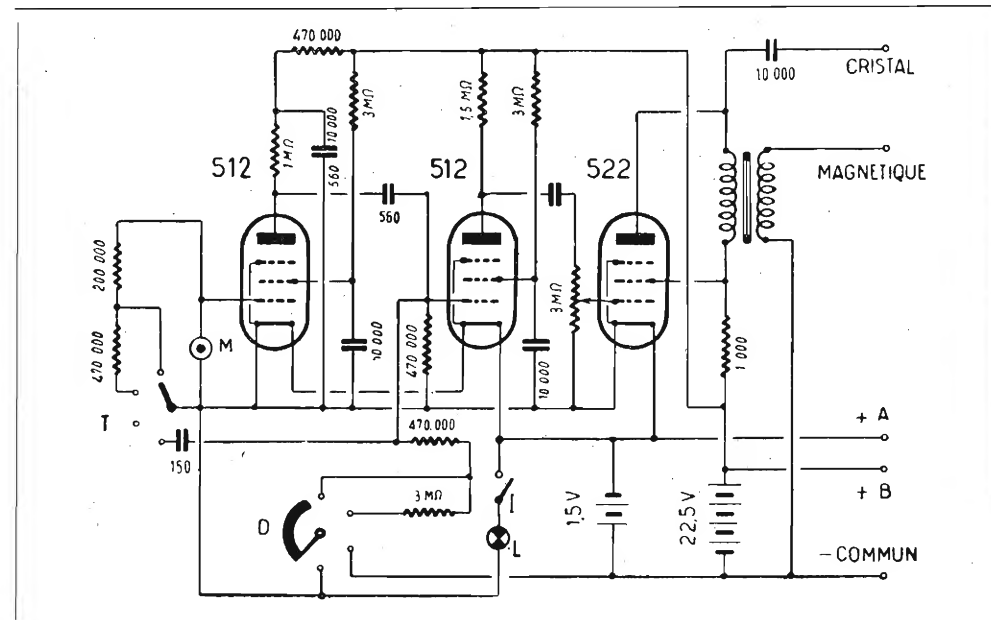 470 000
10 000
CRISTAL
3 MΩ
1,5 MΩ
3 MΩ
10 000
1 MΩ
560
512
512
522
MAGNETIQUE
560
200 000
3 MΩ
M
470 000
10 000
470 000
10 000
1 000
T
470.000
+ A
150
3 MΩ
I
1,5 V
22,5 V
+ B
D
L
- COMMUN